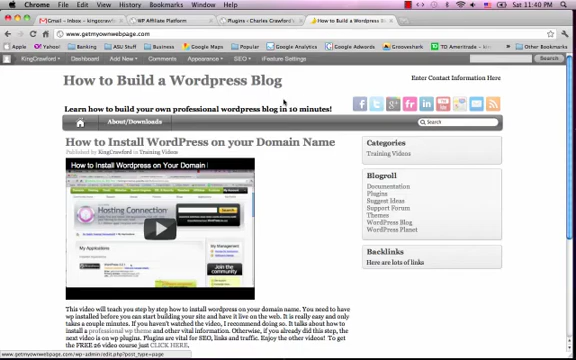 Chrome File Edit View History Bookmarks Window Help Sat 11:40 PM
Gmail - Inbox - kingcrawfor WP Affiliate Platform Plugins ‹ Charles Crawford's How to Build a Wordpress B
www.getmyownwebpage.com
Apple Yahoo! Banking ASU Stuff Blogging Google Maps YouTube Google Adwords Grooveshark TD Ameritrade Other Bookmarks
KingCrawford Dashboard Add New Comments Appearance SEO iFeature Settings Search
How to Build a Wordpress Blog
Enter Contact Information Here
Learn how to build your own professional wordpress blog in 10 minutes!
About/Downloads Search
How to Install WordPress on your Domain Name
Published by KingCrawford in Training Videos
How to Install Wordpress on Your Domain
Hosting Connection
My Applications
Join the community
This video will teach you step by step how to install wordpress on your domain name. You need to
have wp installed before you can start building your site and have it live on the web. It is really easy and only
takes a couple minutes. If you haven't watched the video, I recommend doing so. It talks about how to
install a professional wp theme and other vital information. Otherwise, if you already did this step, the
next video is on wp plugins. Plugins are vital for SEO, links and traffic. Enjoy the other videos! To get
the FREE 26 video course just CLICK HERE.
Categories
Training Videos
Blogroll
Documentation
Plugins
Suggest Ideas
Support Forum
Themes
WordPress Blog
WordPress Planet
Backlinks
Here are lots of links
www.getmyownwebpage.com/wp-admin/edit.php?post_type=page